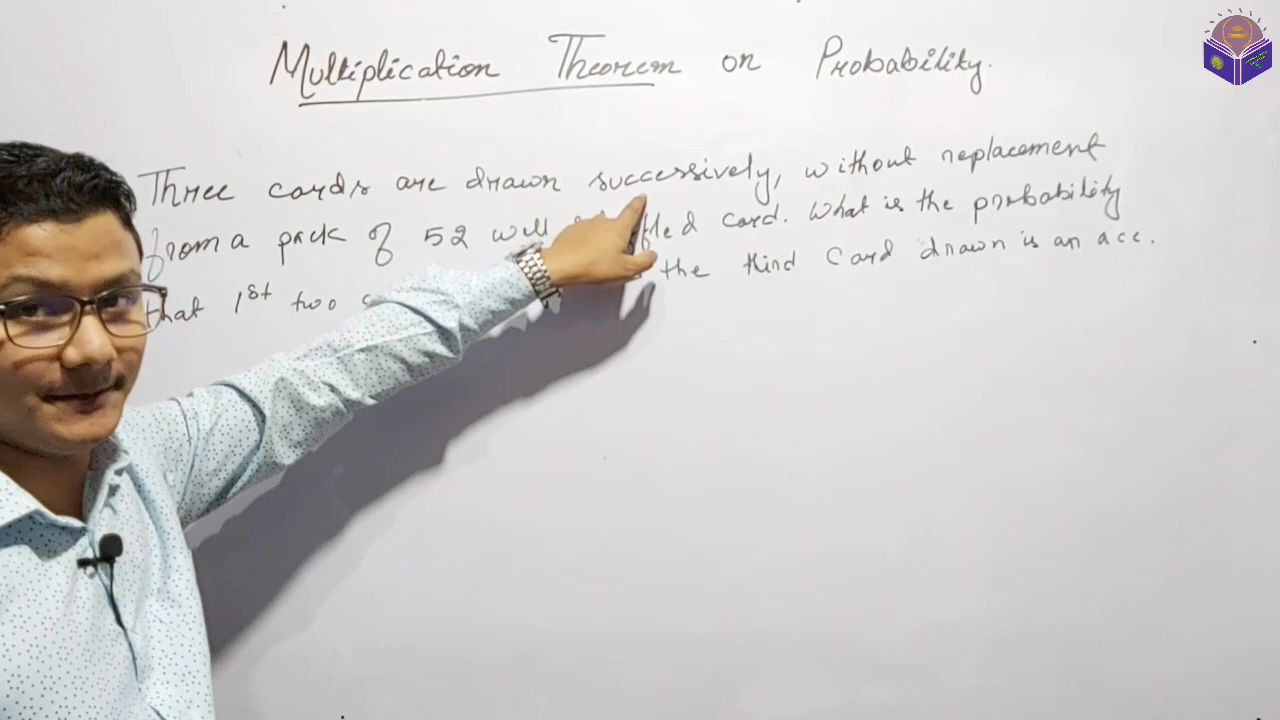 Multiplication Theorem on Probability.
Three cards are drawn successively, without replacement
from a pack of 52 well card. What is the probability
that 1st two the third Card drawn is an ace.